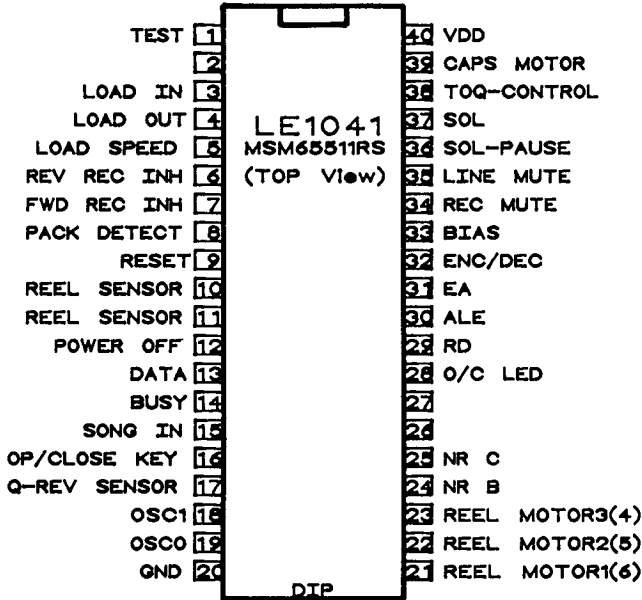 TEST 1 40 VDD
2 39 CAPS MOTOR
LOAD IN 3 38 TOQ-CONTROL
LOAD OUT 4 37 SOL
LE1041
LOAD SPEED 5 36 SOL-PAUSE
MSM65511RS
REV REC INH 6 35 LINE MUTE
(TOP View)
FWD REC INH 7 34 REC MUTE
PACK DETECT 8 33 BIAS
RESET 9 32 ENC/DEC
REEL SENSOR 10 31 EA
REEL SENSOR 11 30 ALE
POWER OFF 12 29 RD
DATA 13 28 O/C LED
BUSY 14 27
SONG IN 15 26
OP/CLOSE KEY 16 25 NR C
Q-REV SENSOR 17 24 NR B
OSC1 18 23 REEL MOTOR3(4)
OSC0 19 22 REEL MOTOR2(5)
GND 20 21 REEL MOTOR1(6)
DIP